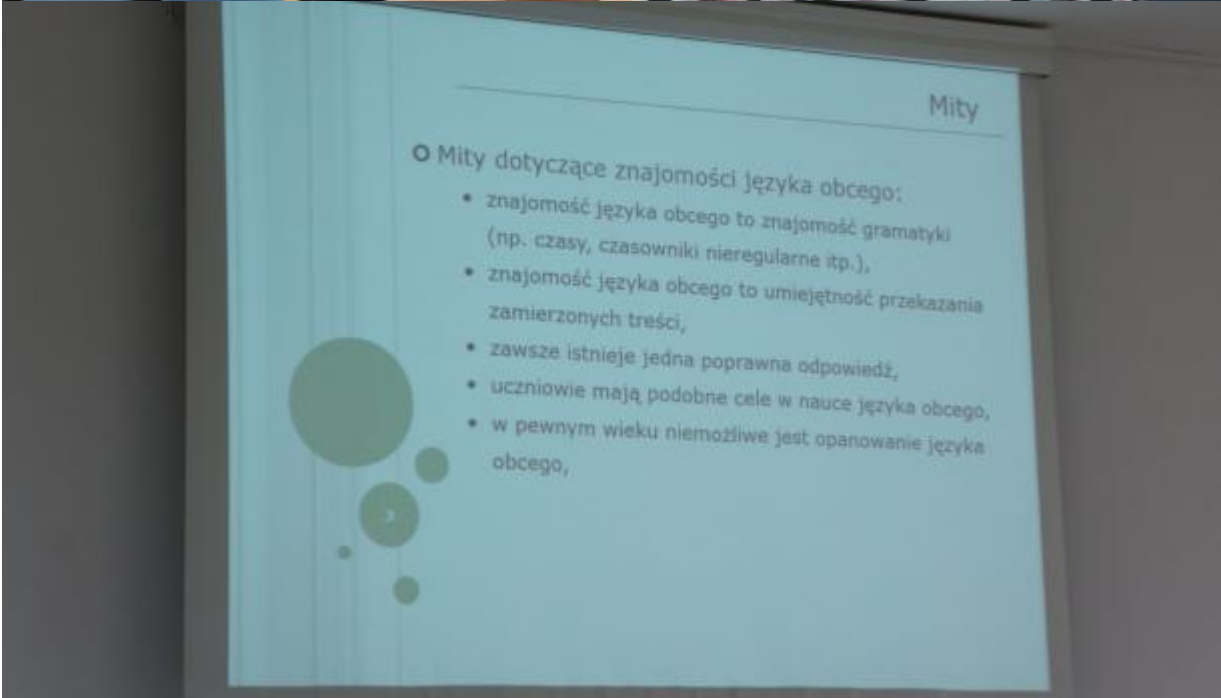 Mity
Mity dotyczące znajomości języka obcego:
• znajomość języka obcego to znajomość gramatyki
(np. czasy, czasowniki nieregularne itp.),
• znajomość języka obcego to umiejętność przekazania
zamierzonych treści,
• zawsze istnieje jedna poprawna odpowiedź,
• uczniowie mają podobne cele w nauce języka obcego,
• w pewnym wieku niemożliwe jest opanowanie języka
obcego,
3